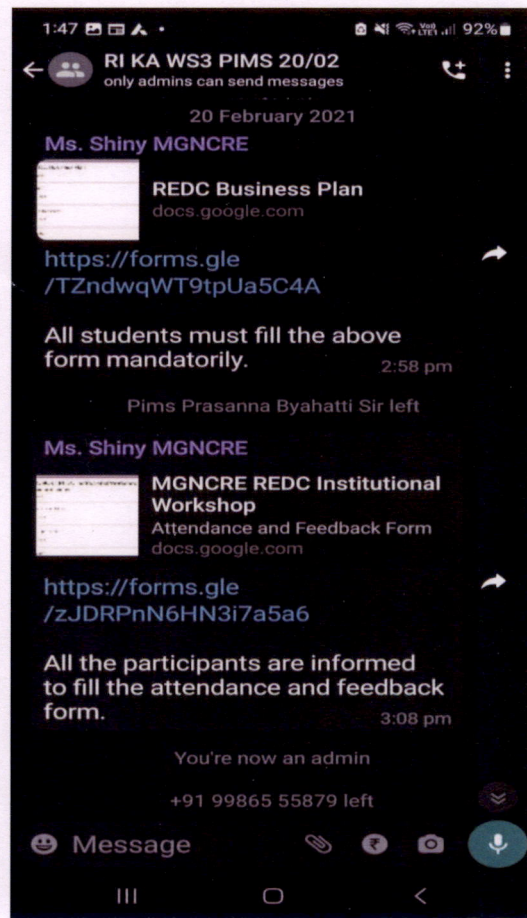 1:47
92%
RI KA WS3 PIMS 20/02
only admins can send messages
20 February 2021
Ms. Shiny MGNCRE
REDC Business Plan
docs.google.com
https://forms.gle
/TZndwqWT9tpUa5C4A
All students must fill the above
form mandatorily.
2:58 pm
Pims Prasanna Byahatti Sir left
Ms. Shiny MGNCRE
MGNCRE REDC Institutional
Workshop
Attendance and Feedback Form
docs.google.com
https://forms.gle
/zJDRPnN6HN3i7a5a6
All the participants are informed
to fill the attendance and feedback
form.
3:08 pm
You're now an admin
+91 99865 55879 left
Message